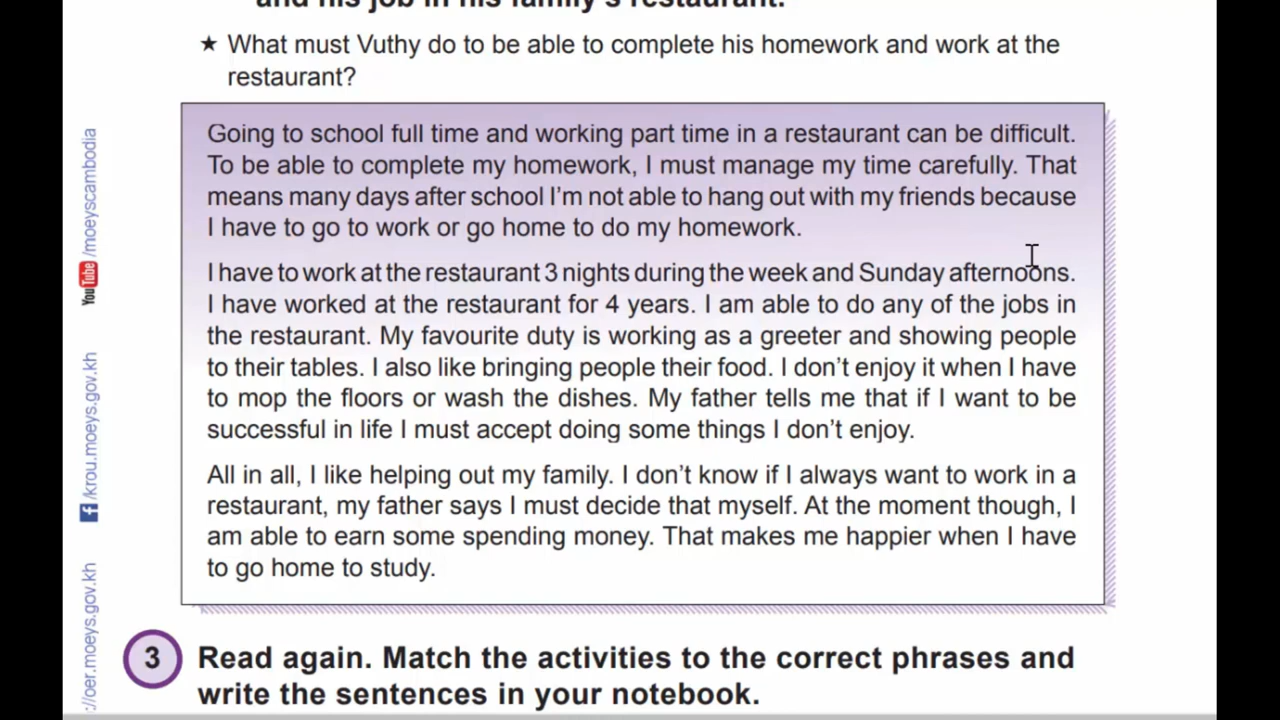 and his job in his family's restaurant.
★ What must Vuthy do to be able to complete his homework and work at the
restaurant?
Going to school full time and working part time in a restaurant can be difficult.
To be able to complete my homework, I must manage my time carefully. That
means many days after school I'm not able to hang out with my friends because
I have to go to work or go home to do my homework.
I have to work at the restaurant 3 nights during the week and Sunday afternoons.
I have worked at the restaurant for 4 years. I am able to do any of the jobs in
the restaurant. My favourite duty is working as a greeter and showing people
to their tables. I also like bringing people their food. I don't enjoy it when I have
to mop the floors or wash the dishes. My father tells me that if I want to be
successful in life I must accept doing some things I don't enjoy.
All in all, I like helping out my family. I don't know if I always want to work in a
restaurant, my father says I must decide that myself. At the moment though, I
am able to earn some spending money. That makes me happier when I have
to go home to study.
3 Read again. Match the activities to the correct phrases and
write the sentences in your notebook.
YouTube /moeyscambodia
f /krou.moeys.gov.kh
://oer.moeys.gov.kh